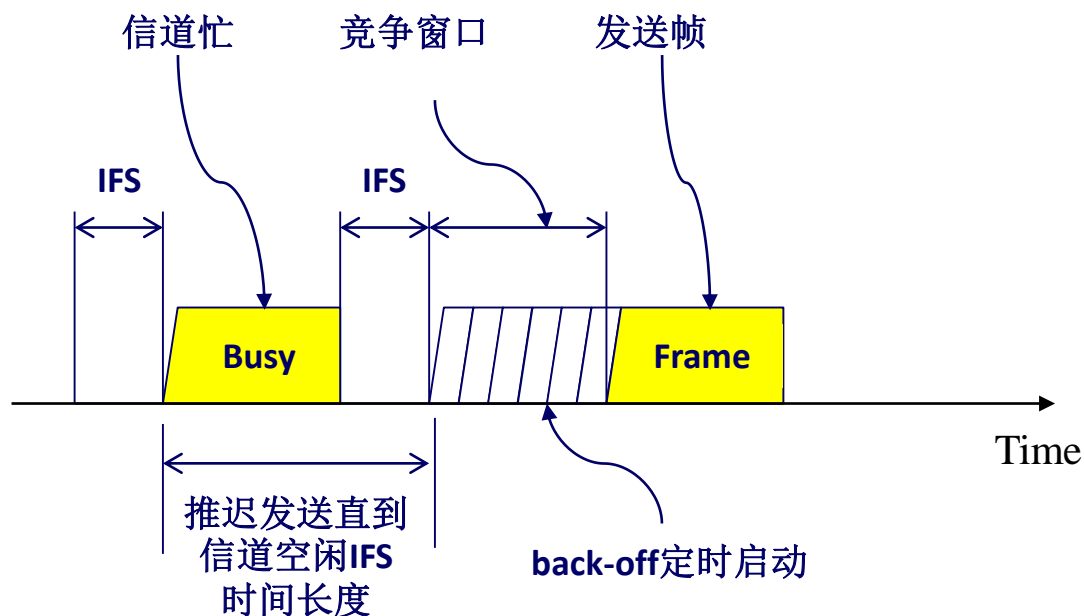 信道忙
竞争窗口
发送帧
IFS
IFS
Busy
Frame
Time
推迟发送直到
信道空闲IFS
时间长度
back-off定时启动